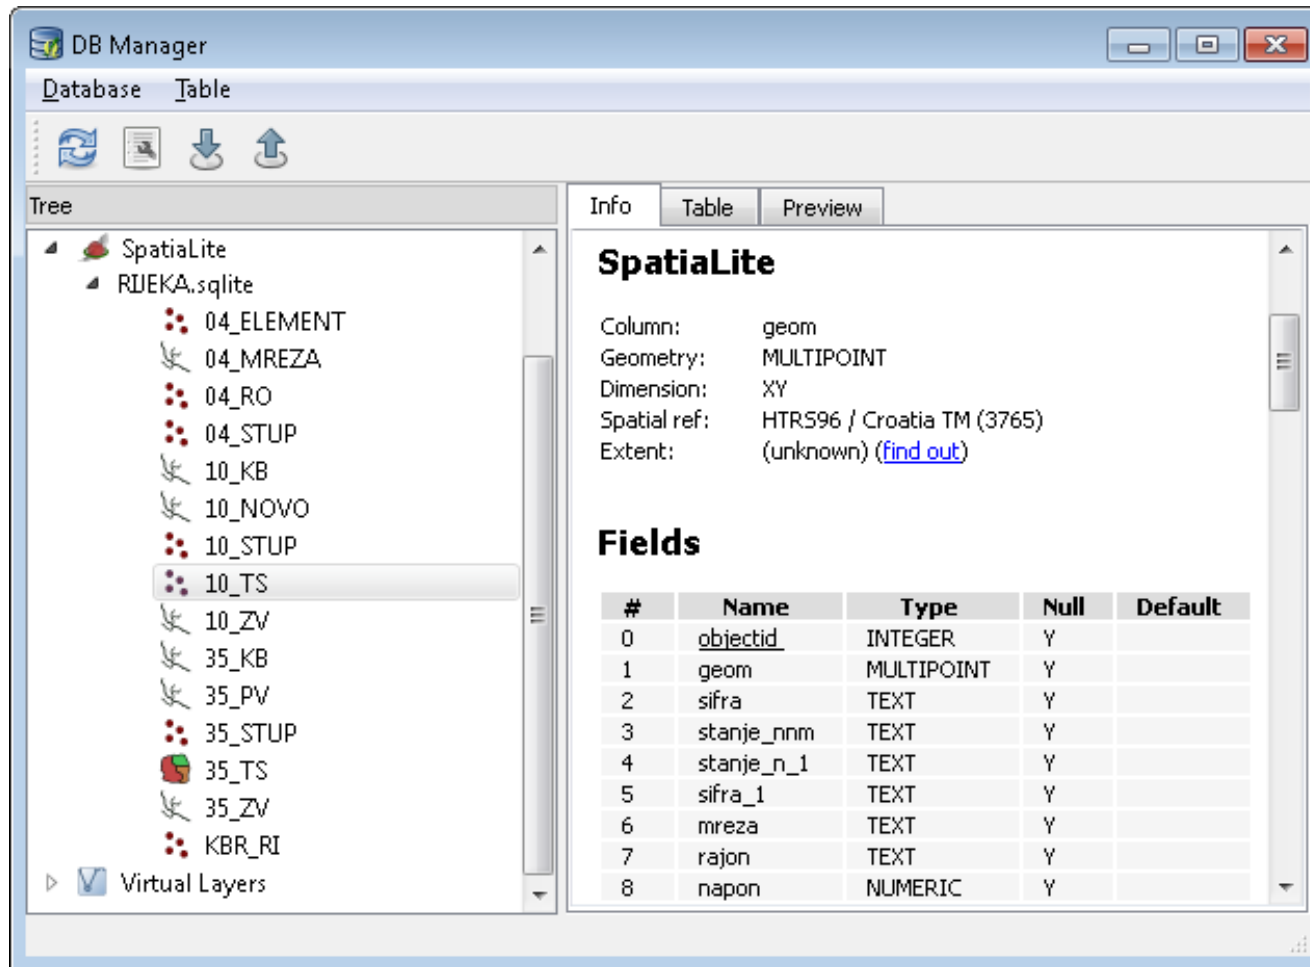 DB Manager
Database Table
Tree
SpatiaLite
RIJEKA.sqlite
04_ELEMENT
04_MREZA
04_RO
04_STUP
10_KB
10_NOVO
10_STUP
10_TS
10_ZV
35_KB
35_PV
35_STUP
35_TS
35_ZV
KBR_RI
Virtual Layers
Info Table Preview
SpatiaLite
Column: geom
Geometry: MULTIPOINT
Dimension: XY
Spatial ref: HTRS96 / Croatia TM (3765)
Extent: (unknown) (find out)
Fields
# Name Type Null Default
0 objectid INTEGER Y
1 geom MULTIPOINT Y
2 sifra TEXT Y
3 stanje_nnm TEXT Y
4 stanje_n_1 TEXT Y
5 sifra_1 TEXT Y
6 mreza TEXT Y
7 rajon TEXT Y
8 napon NUMERIC Y